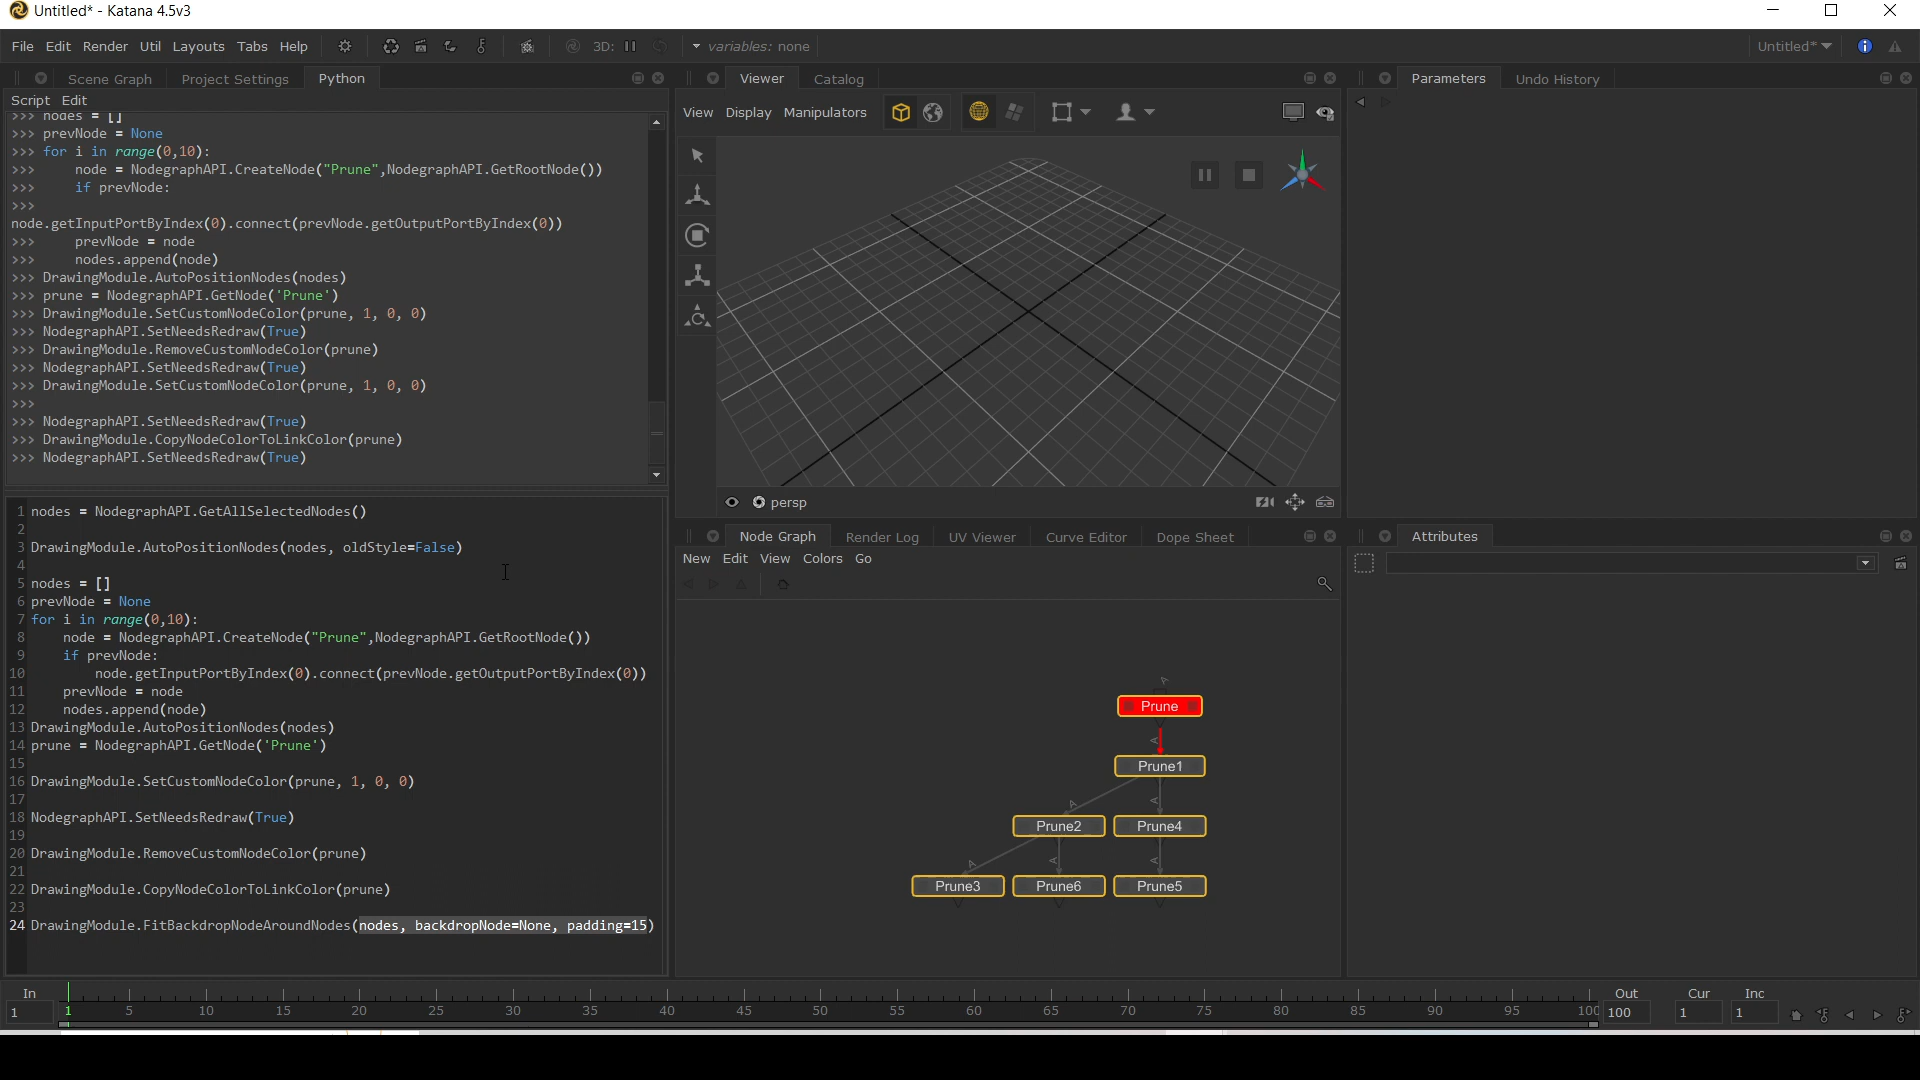 Untitled* - Katana 4.5v3
File Edit Render Util Layouts Tabs Help 3: variables: none Untitled*
Scene Graph Project Settings Python
Script Edit
>>> nodes = []
>>> prevNode = None
>>> for i in range(0,10):
>>>     node = NodegraphAPI.CreateNode("Prune",NodegraphAPI.GetRootNode())
>>>     if prevNode:
>>>
node.getInputPortByIndex(0).connect(prevNode.getOutputPortByIndex(0))
>>>     prevNode = node
>>>     nodes.append(node)
>>> DrawingModule.AutoPositionNodes(nodes)
>>> prune = NodegraphAPI.GetNode('Prune')
>>> DrawingModule.SetCustomNodeColor(prune, 1, 0, 0)
>>> NodegraphAPI.SetNeedsRedraw(True)
>>> DrawingModule.RemoveCustomNodeColor(prune)
>>> NodegraphAPI.SetNeedsRedraw(True)
>>> DrawingModule.SetCustomNodeColor(prune, 1, 0, 0)
>>>
>>> NodegraphAPI.SetNeedsRedraw(True)
>>> DrawingModule.CopyNodeColorToLinkColor(prune)
>>> NodegraphAPI.SetNeedsRedraw(True)
1 nodes = NodegraphAPI.GetAllSelectedNodes()
2
3 DrawingModule.AutoPositionNodes(nodes, oldStyle=False)
4
5 nodes = []
6 prevNode = None
7 for i in range(0,10):
8     node = NodegraphAPI.CreateNode("Prune",NodegraphAPI.GetRootNode())
9     if prevNode:
10         node.getInputPortByIndex(0).connect(prevNode.getOutputPortByIndex(0))
11     prevNode = node
12     nodes.append(node)
13 DrawingModule.AutoPositionNodes(nodes)
14 prune = NodegraphAPI.GetNode('Prune')
15
16 DrawingModule.SetCustomNodeColor(prune, 1, 0, 0)
17
18 NodegraphAPI.SetNeedsRedraw(True)
19
20 DrawingModule.RemoveCustomNodeColor(prune)
21
22 DrawingModule.CopyNodeColorToLinkColor(prune)
23
24 DrawingModule.FitBackdropNodeAroundNodes(nodes, backdropNode=None, padding=15)
Viewer Catalog
View Display Manipulators
persp
Node Graph Render Log UV Viewer Curve Editor Dope Sheet
New Edit View Colors Go
A
Prune
A
Prune1
A A
Prune2 Prune4
A A A
Prune3 Prune6 Prune5
Parameters Undo History
Attributes
In Out Cur Inc
1 1 5 10 15 20 25 30 35 40 45 50 55 60 65 70 75 80 85 90 95 100 100 1 1